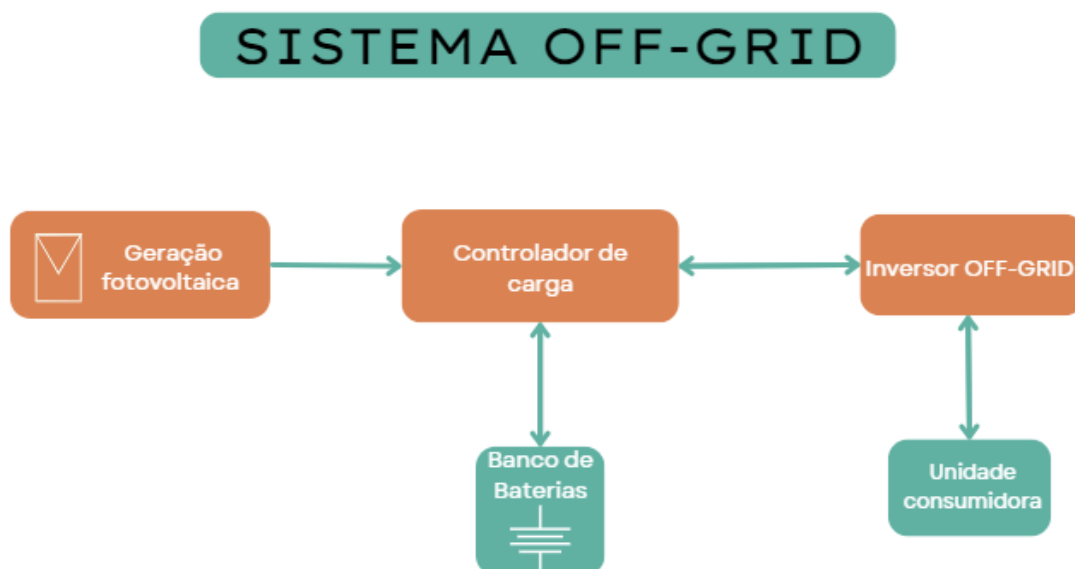 SISTEMA OFF-GRID
Geração
fotovoltaica
Controlador de
carga
Inversor OFF-GRID
Banco de
Baterias
Unidade
consumidora